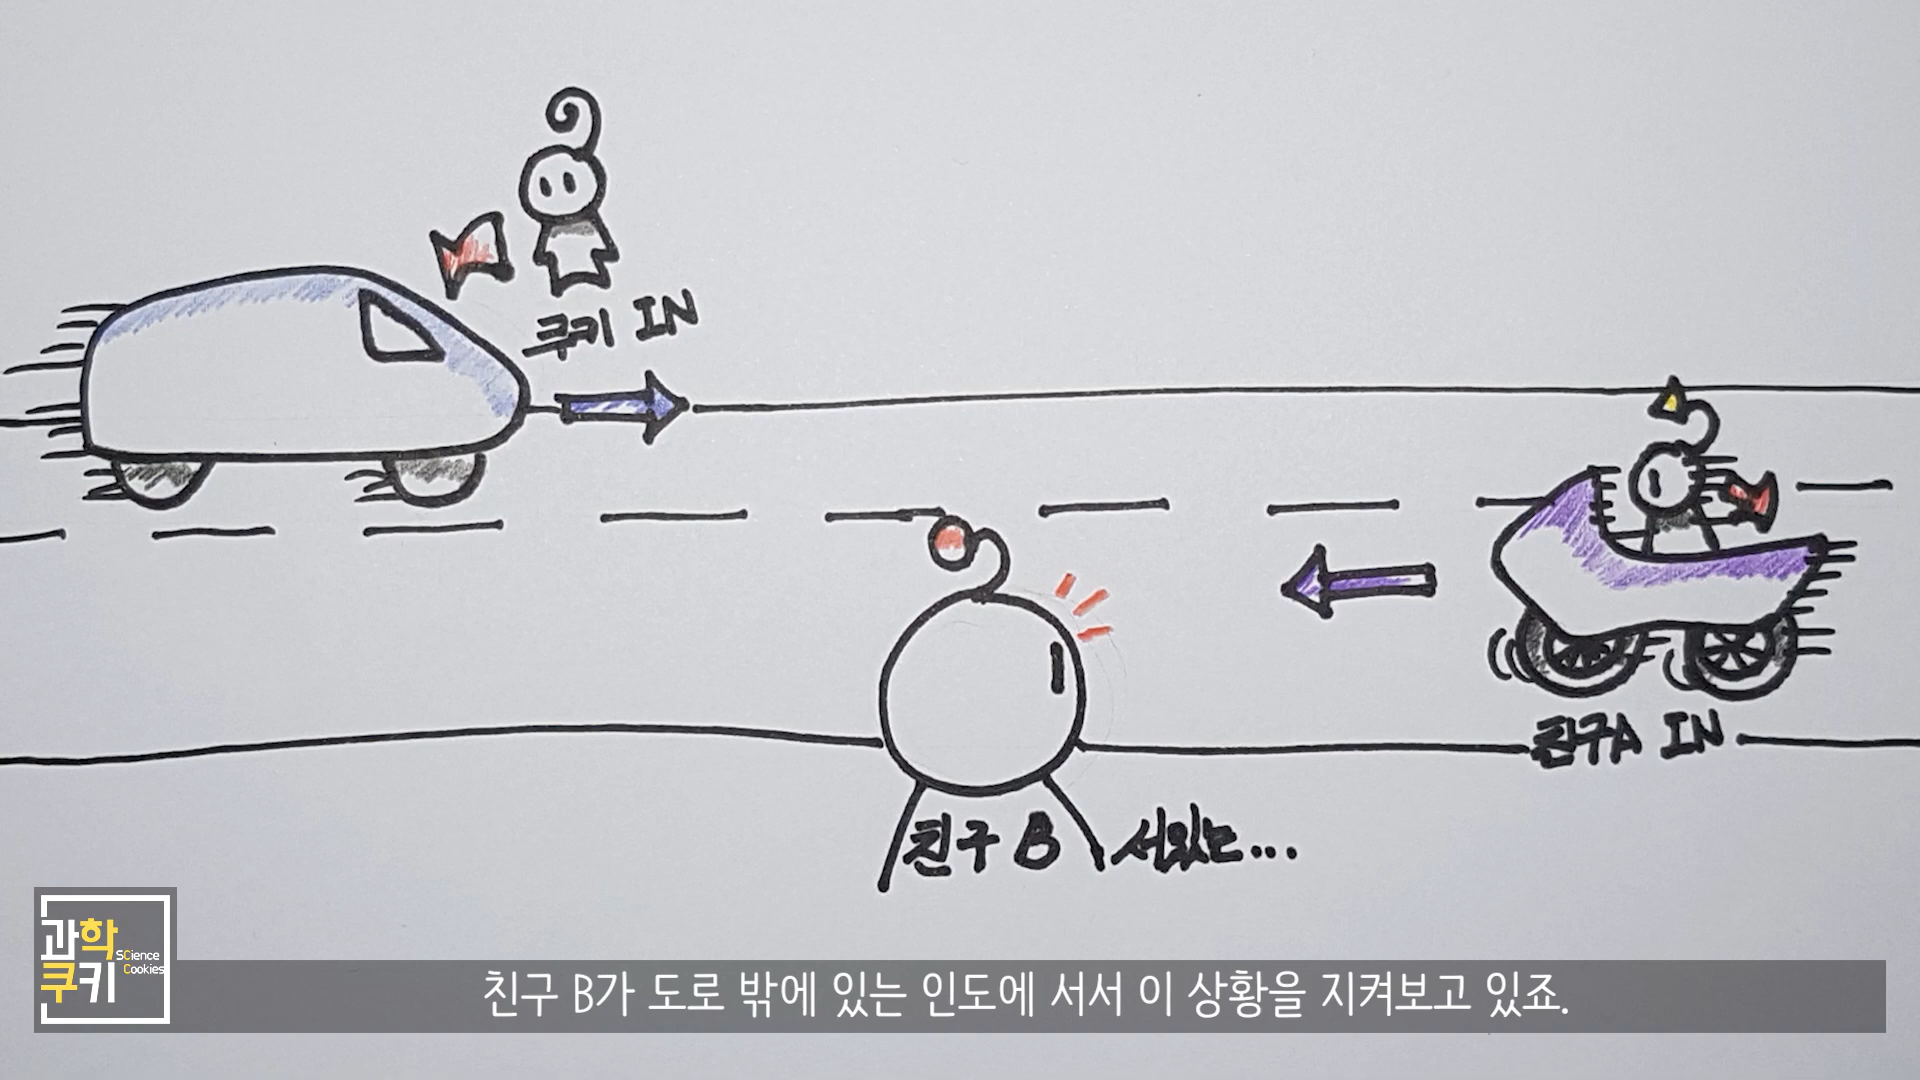 쿠키 IN
친구A IN
친구 B 서있는...
과학
쿠키
SCience
Cookies
친구 B가 도로 밖에 있는 인도에 서서 이 상황을 지켜보고 있죠.